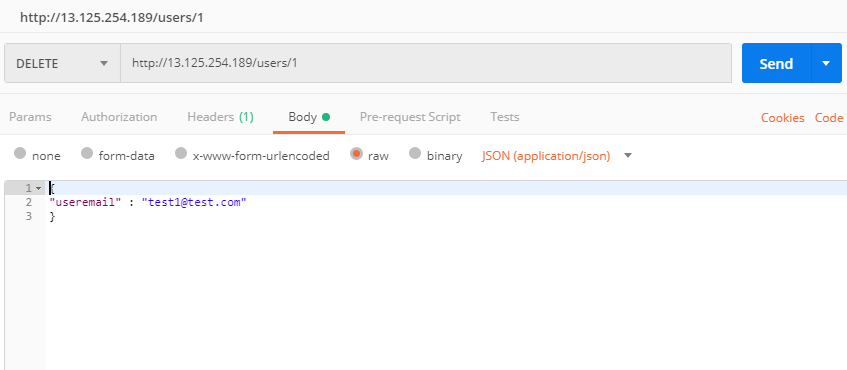 http://13.125.254.189/users/1
DELETE http://13.125.254.189/users/1 Send
Params Authorization Headers (1) Body Pre-request Script Tests Cookies Code
none form-data x-www-form-urlencoded raw binary JSON (application/json)
1 {
2 "useremail" : "test1@test.com"
3 }